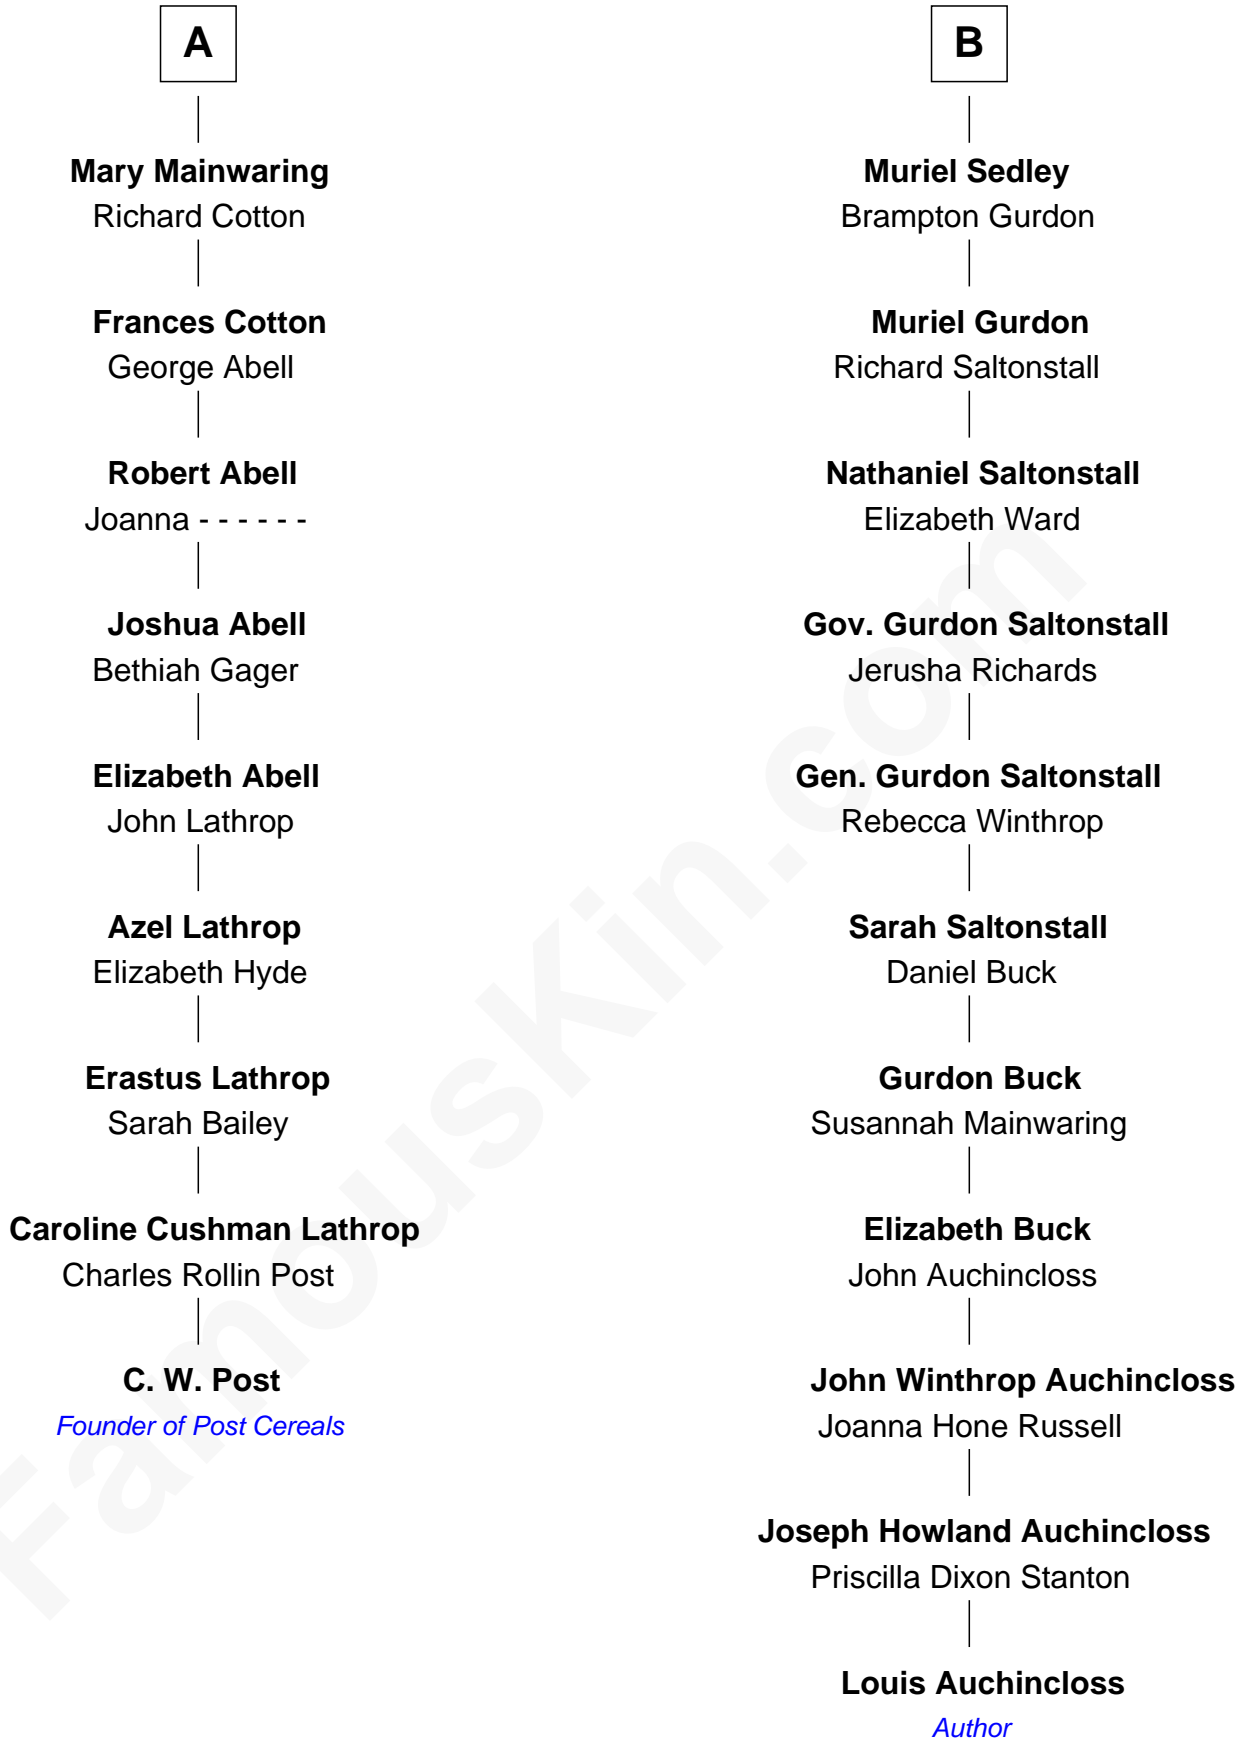 A
Mary Mainwaring
Richard Cotton
Frances Cotton
George Abell
Robert Abell
Joanna - - - - - -
Joshua Abell
Bethiah Gager
Elizabeth Abell
John Lathrop
Azel Lathrop
Elizabeth Hyde
Erastus Lathrop
Sarah Bailey
Caroline Cushman Lathrop
Charles Rollin Post
C. W. Post
Founder of Post Cereals
B
Muriel Sedley
Brampton Gurdon
Muriel Gurdon
Richard Saltonstall
Nathaniel Saltonstall
Elizabeth Ward
Gov. Gurdon Saltonstall
Jerusha Richards
Gen. Gurdon Saltonstall
Rebecca Winthrop
Sarah Saltonstall
Daniel Buck
Gurdon Buck
Susannah Mainwaring
Elizabeth Buck
John Auchincloss
John Winthrop Auchincloss
Joanna Hone Russell
Joseph Howland Auchincloss
Priscilla Dixon Stanton
Louis Auchincloss
Author
FamousKin.com